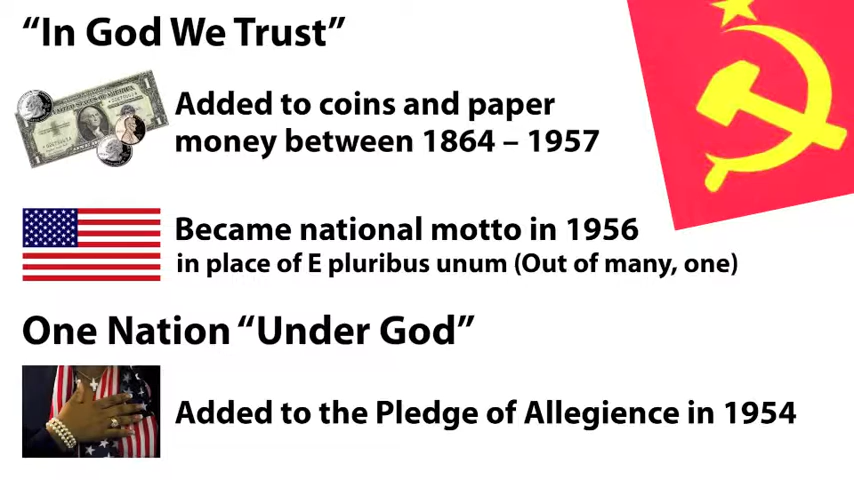 “In God We Trust”
Added to coins and paper
money between 1864 – 1957
Became national motto in 1956
in place of E pluribus unum (Out of many, one)
One Nation “Under God”
Added to the Pledge of Allegience in 1954